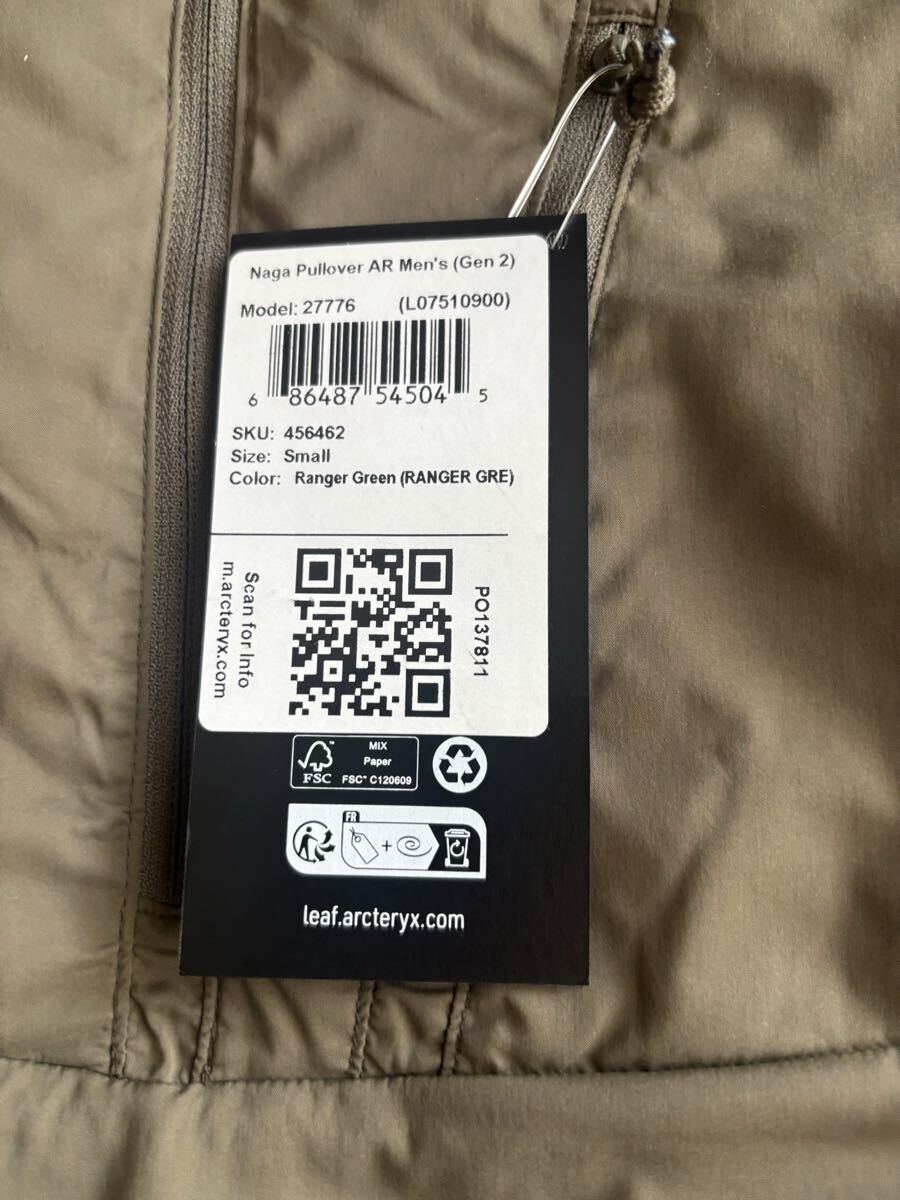 Naga Pullover AR Men's (Gen 2)
Model: 27776 (L07510900)
6 86487 54504 5
SKU: 456462
Size: Small
Color: Ranger Green (RANGER GRE)
Scan for Info
m.arcteryx.com
PO137811
FSC™
MIX
Paper
FSC™ C120609
FR
+
leaf.arcteryx.com